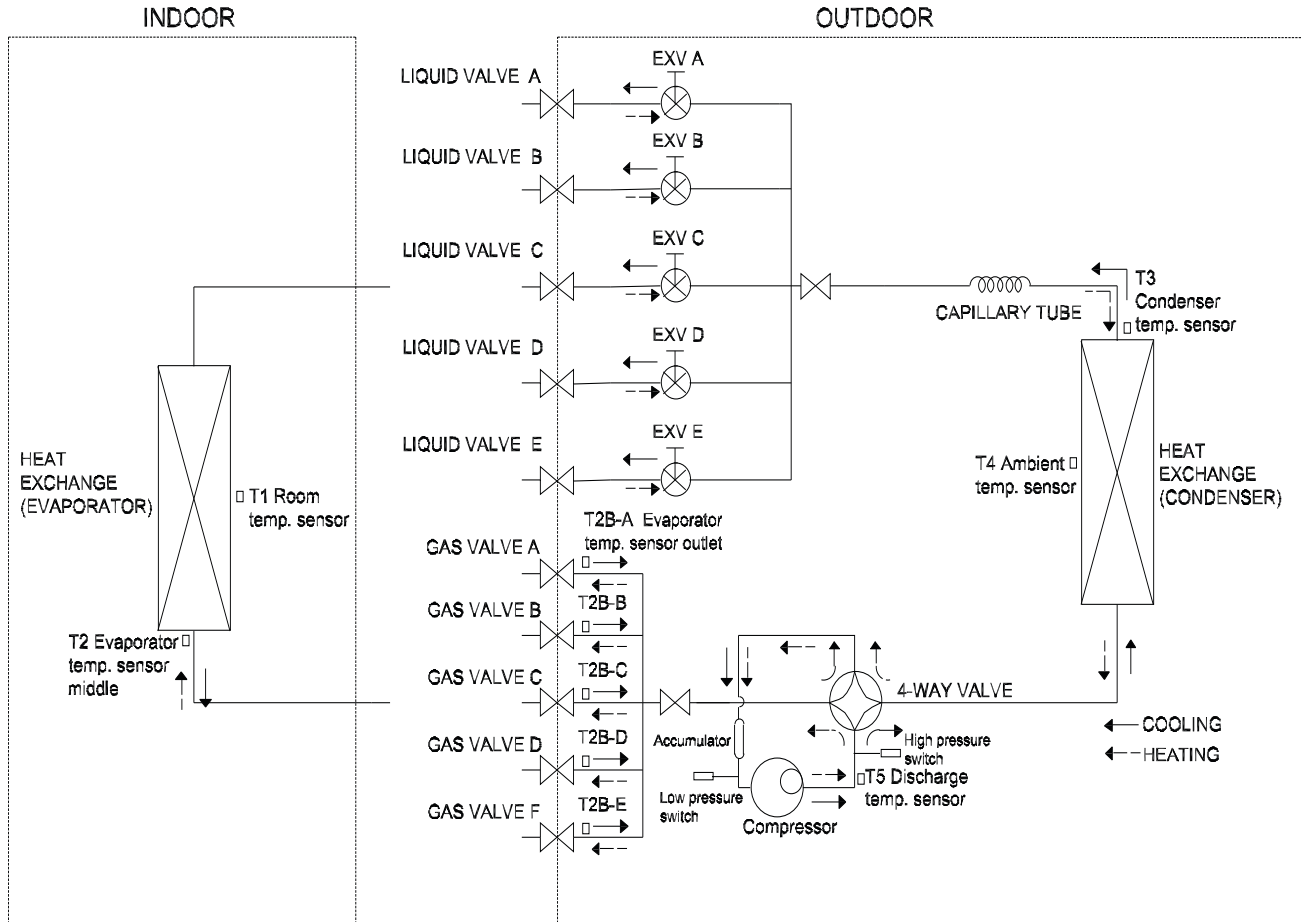 INDOOR
OUTDOOR
LIQUID VALVE A
EXV A
LIQUID VALVE B
EXV B
LIQUID VALVE C
EXV C
LIQUID VALVE D
EXV D
LIQUID VALVE E
EXV E
CAPILLARY TUBE
T3
Condenser
temp. sensor
HEAT
EXCHANGE
(EVAPORATOR)
T1 Room
temp. sensor
T4 Ambient
temp. sensor
HEAT
EXCHANGE
(CONDENSER)
T2B-A Evaporator
temp. sensor outlet
GAS VALVE A
GAS VALVE B
T2B-B
GAS VALVE C
T2B-C
GAS VALVE D
T2B-D
GAS VALVE F
T2B-E
T2 Evaporator
temp. sensor
middle
4-WAY VALVE
Accumulator
High pressure
switch
Low pressure
switch
T5 Discharge
temp. sensor
Compressor
COOLING
HEATING